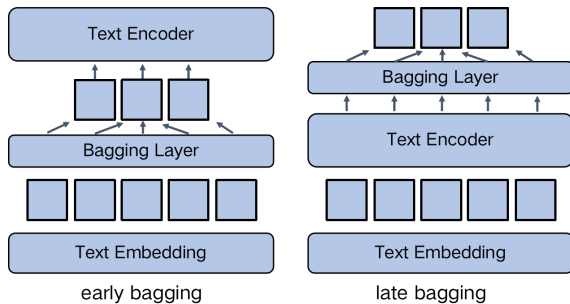 Text Encoder
Bagging Layer
Text Embedding
early bagging
Bagging Layer
Text Encoder
Text Embedding
late bagging